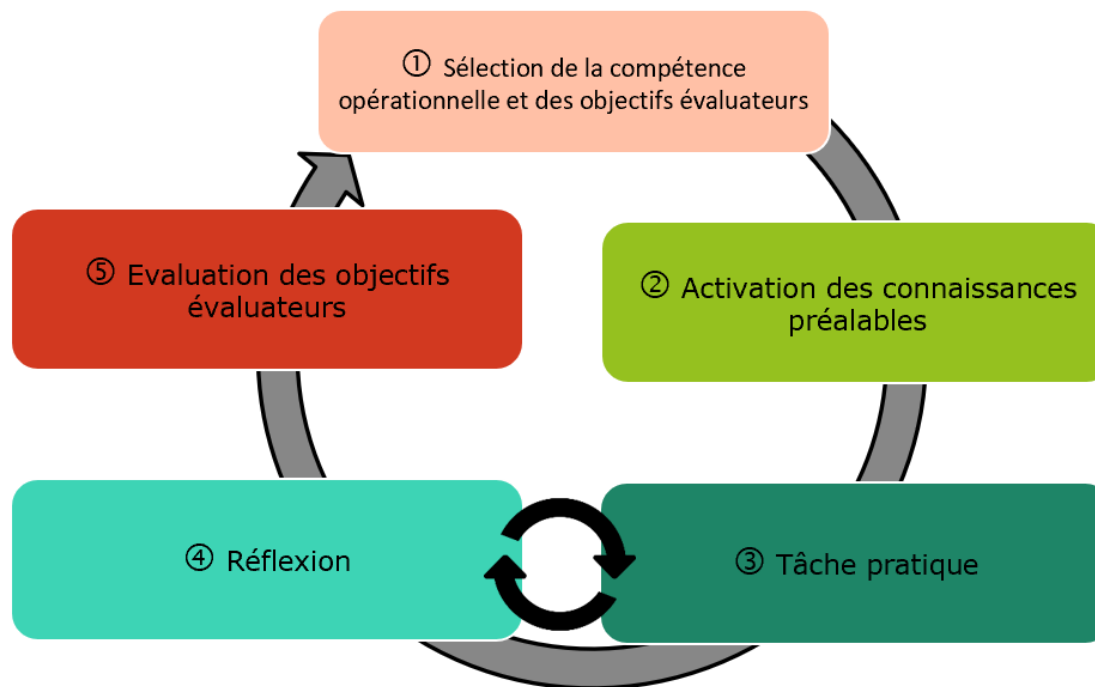 ① Sélection de la compétence
opérationnelle et des objectifs évaluateurs
② Activation des connaissances
préalables
③ Tâche pratique
④ Réflexion
⑤ Evaluation des objectifs
évaluateurs